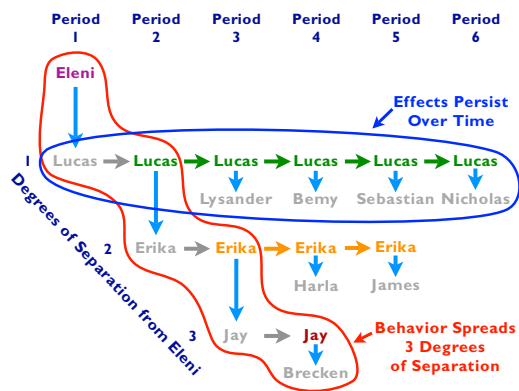 Period 1
Period 2
Period 3
Period 4
Period 5
Period 6
Eleni
Effects Persist
Over Time
1
Lucas
Lucas
Lucas
Lucas
Lucas
Lucas
Lysander
Bemy
Sebastian
Nicholas
Degrees of Separation from Eleni
2
Erika
Erika
Erika
Erika
Harla
James
3
Jay
Jay
Brecken
Behavior Spreads
3 Degrees
of Separation